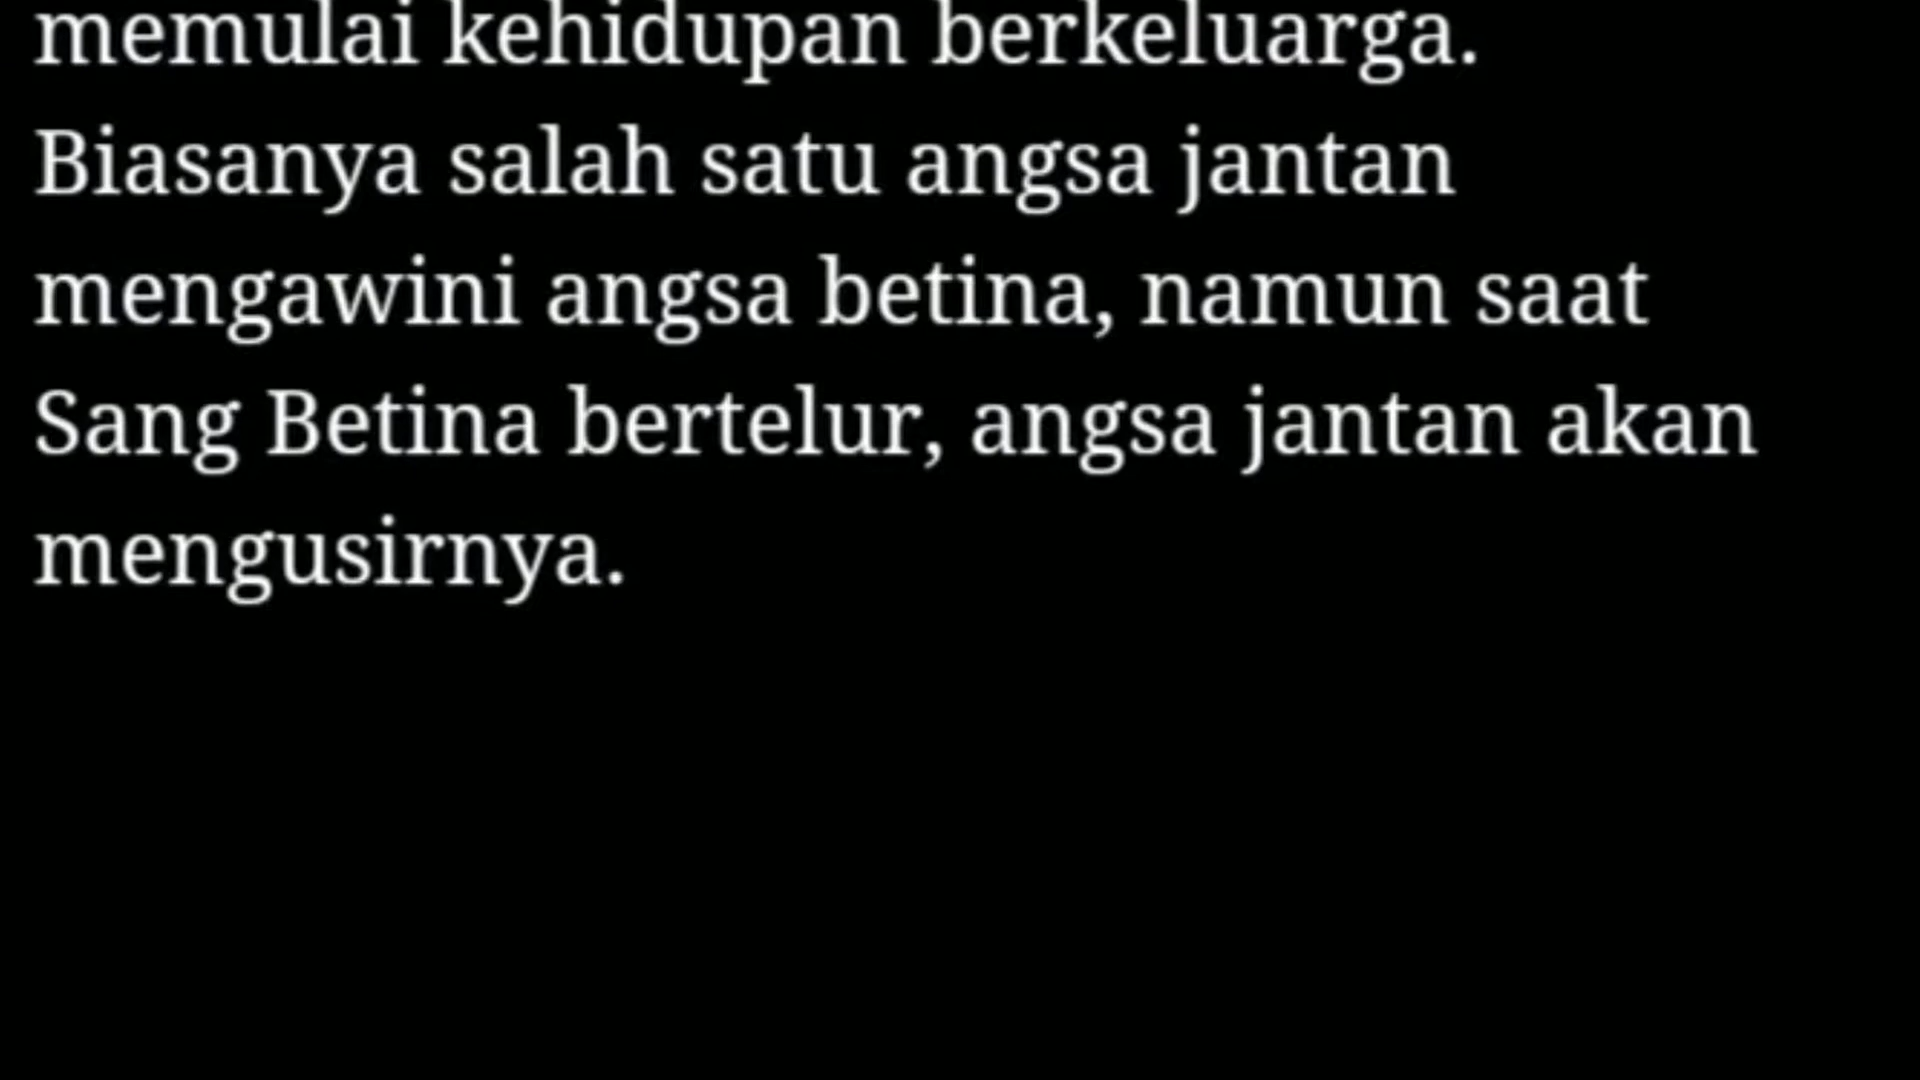 memulai kehidupan berkeluarga.
Biasanya salah satu angsa jantan
mengawini angsa betina, namun saat
Sang Betina bertelur, angsa jantan akan
mengusirnya.